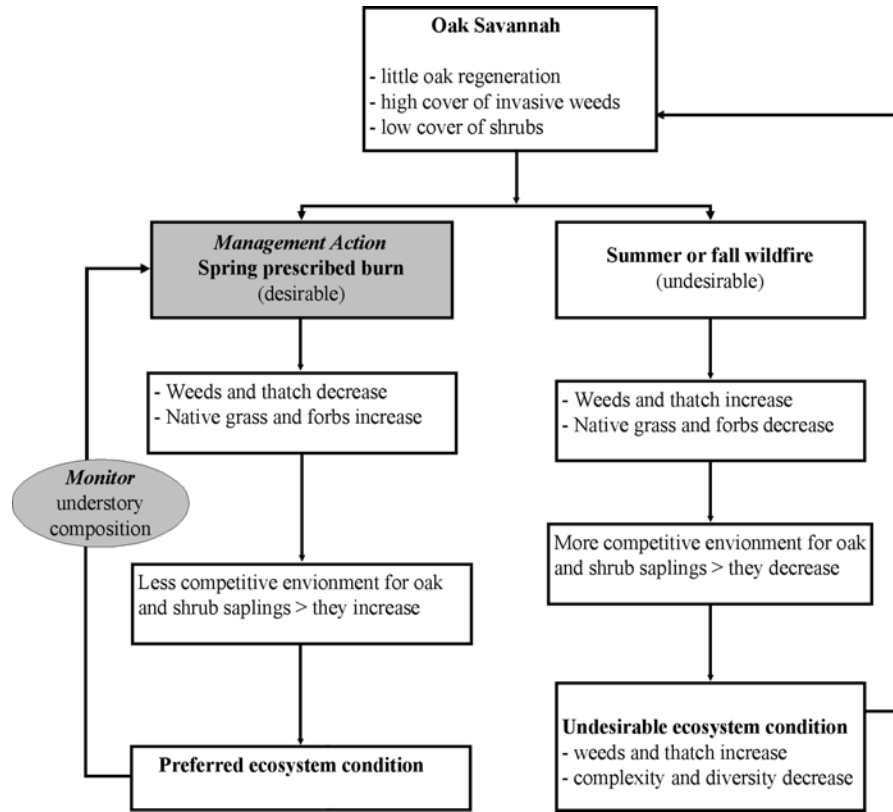 Oak Savannah
- little oak regeneration
- high cover of invasive weeds
- low cover of shrubs
Management Action
Spring prescribed burn
(desirable)
Summer or fall wildfire
(undesirable)
- Weeds and thatch decrease
- Native grass and forbs increase
- Weeds and thatch increase
- Native grass and forbs decrease
Monitor
understory
composition
Less competitive envionment for oak
and shrub saplings > they increase
More competitive envionment for oak
and shrub saplings > they decrease
Preferred ecosystem condition
Undesirable ecosystem condition
- weeds and thatch increase
- complexity and diversity decrease